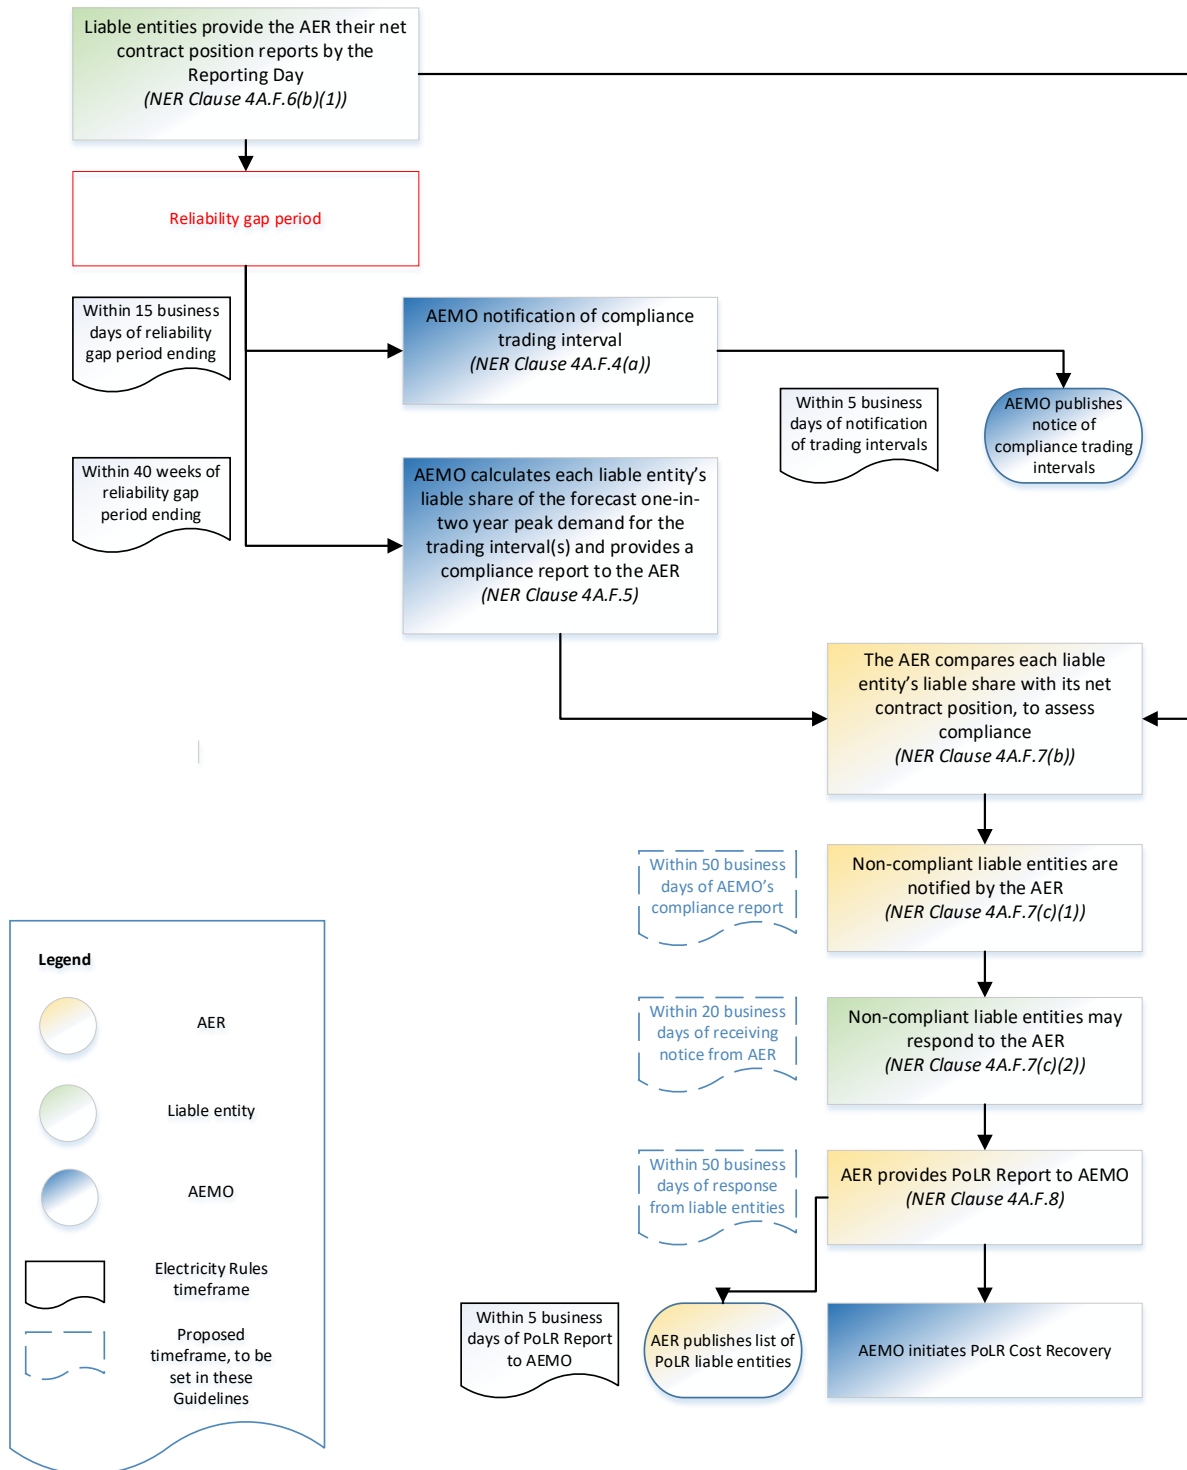 Liable entities provide the AER their net
contract position reports by the
Reporting Day
(NER Clause 4A.F.6(b)(1))
Reliability gap period
Within 15 business
days of reliability
gap period ending
AEMO notification of compliance
trading interval
(NER Clause 4A.F.4(a))
Within 5 business
days of notification
of trading intervals
AEMO publishes
notice of
compliance trading
intervals
Within 40 weeks of
reliability gap
period ending
AEMO calculates each liable entity’s
liable share of the forecast one-in-
two year peak demand for the
trading interval(s) and provides a
compliance report to the AER
(NER Clause 4A.F.5)
The AER compares each liable
entity’s liable share with its net
contract position, to assess
compliance
(NER Clause 4A.F.7(b))
Within 50 business
days of AEMO’s
compliance report
Non-compliant liable entities are
notified by the AER
(NER Clause 4A.F.7(c)(1))
Within 20 business
days of receiving
notice from AER
Non-compliant liable entities may
respond to the AER
(NER Clause 4A.F.7(c)(2))
Within 50 business
days of response
from liable entities
AER provides PoLR Report to AEMO
(NER Clause 4A.F.8)
Within 5 business
days of PoLR Report
to AEMO
AER publishes list of
PoLR liable entities
AEMO initiates PoLR Cost Recovery
Legend
AER
Liable entity
AEMO
Electricity Rules
timeframe
Proposed
timeframe, to be
set in these
Guidelines